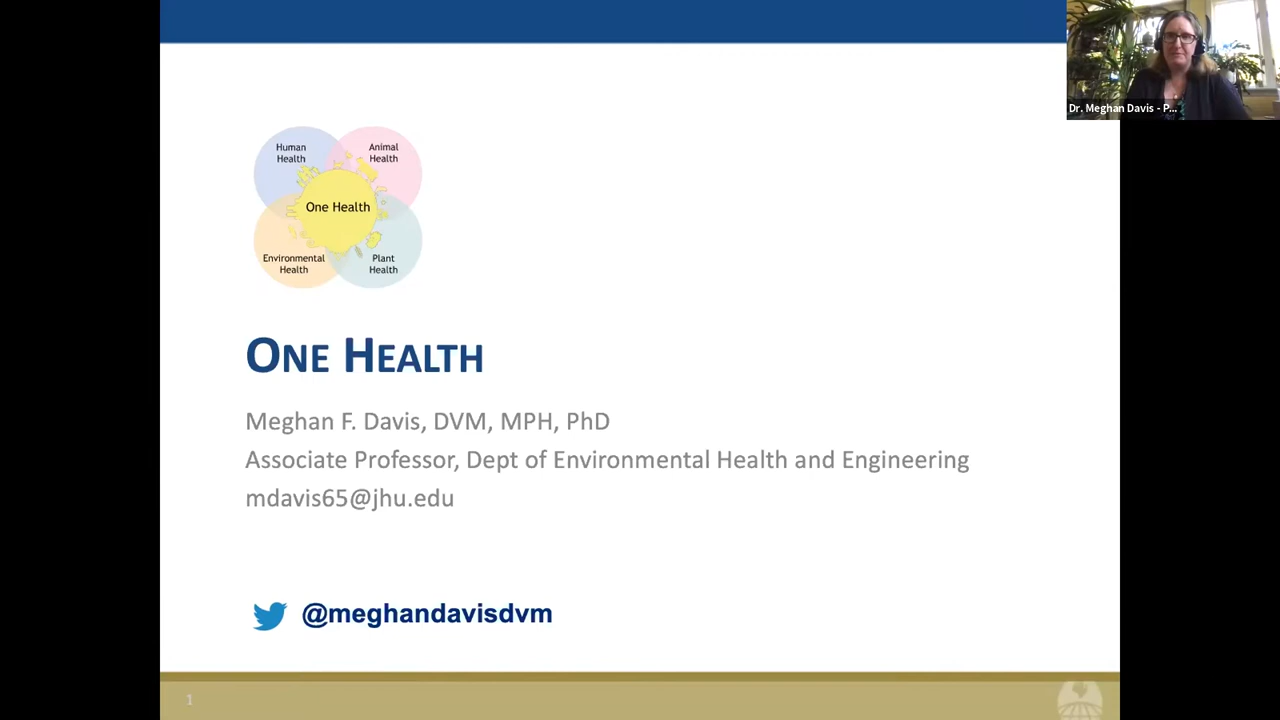 Dr. Meghan Davis - P...
Human
Health
Animal
Health
One Health
Environmental
Health
Plant
Health
ONE HEALTH
Meghan F. Davis, DVM, MPH, PhD
Associate Professor, Dept of Environmental Health and Engineering
mdavis65@jhu.edu
@meghandavisdvm
1